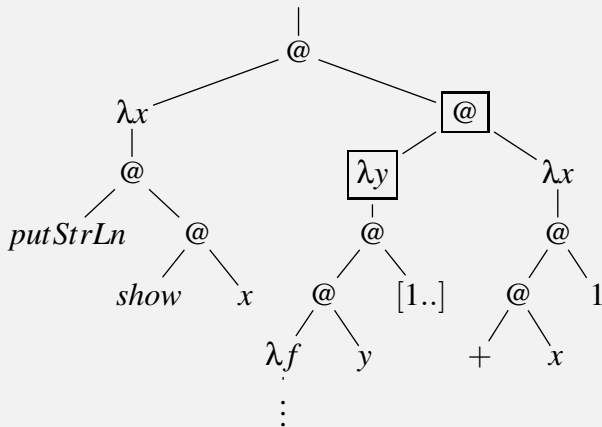 @
λx @
@ λy λx
putStrLn @ @ @
show x @ [1..] @ 1
λf y + x
⋮